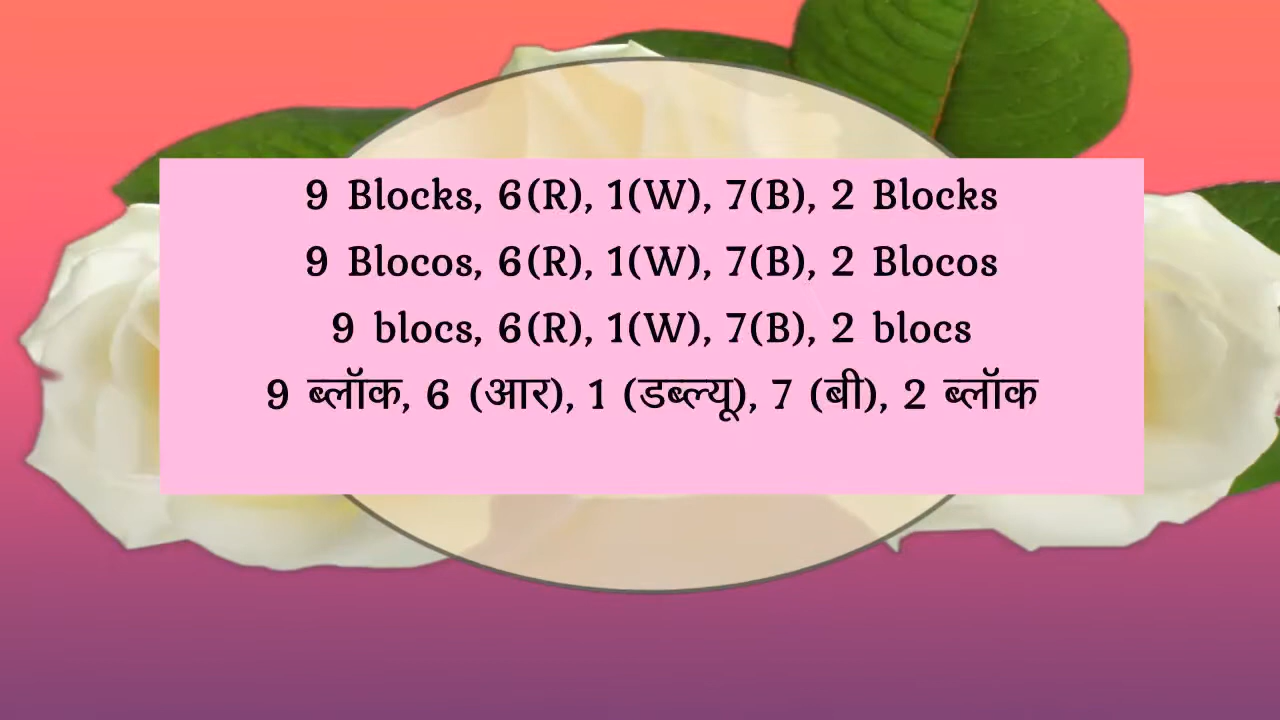 9 Blocks, 6(R), 1(W), 7(B), 2 Blocks
9 Blocos, 6(R), 1(W), 7(B), 2 Blocos
9 blocs, 6(R), 1(W), 7(B), 2 blocs
9 ब्लॉक, 6 (आर), 1 (डब्ल्यू), 7 (बी), 2 ब्लॉक